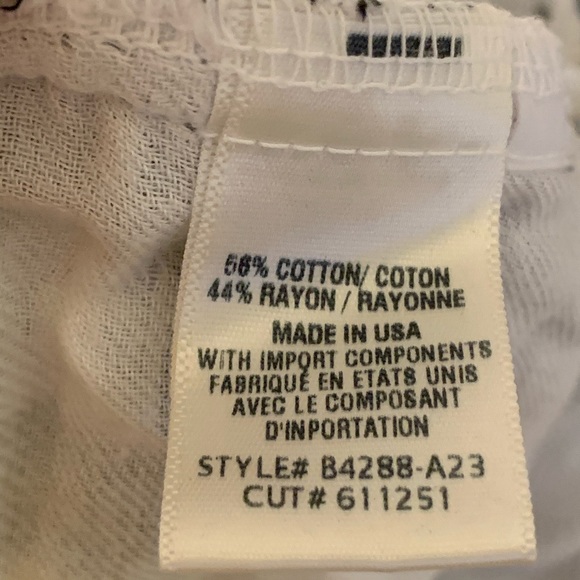 56% COTTON/ COTON
44% RAYON / RAYONNE
MADE IN USA
WITH IMPORT COMPONENTS
FABRIQUÉ EN ETATS UNIS
AVEC LE COMPOSANT
D'INPORTATION
STYLE# B4288-A23
CUT# 611251